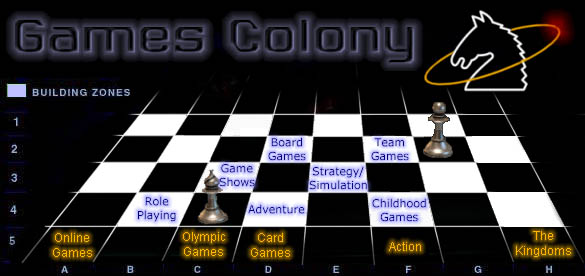 Games Colony
BUILDING ZONES
1
2
Board
Games
Team
Games
3
Game
Shows
Strategy/
Simulation
4
Role
Playing
Adventure
Childhood
Games
5
Online
Games
Olympic
Games
Card
Games
Action
The
Kingdoms
A B C D E F G H